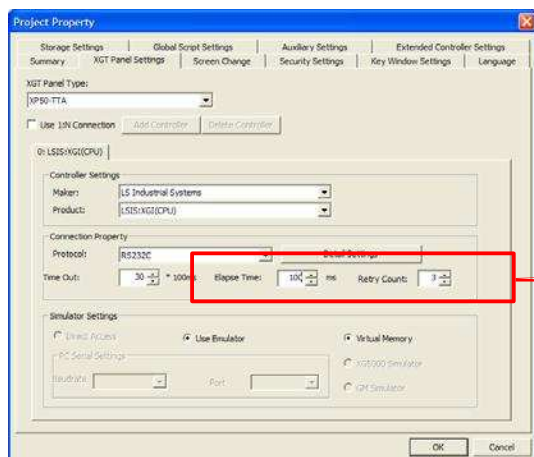 Project Property
Storage Settings Global Script Settings Auxiliary Settings Extended Controller Settings
Summary XGT Panel Settings Screen Change Security Settings Key Window Settings Language
XGT Panel Type:
XP50-TTA
Use 1:N Connection Add Controller Delete Controller
0: LSIS:XGI(CPU)
Controller Settings
Maker: LS Industrial Systems
Product: LSIS:XGI(CPU)
Connection Property
Protocol: RS232C Detail Settings
Time Out: 30 * 100ms Elapse Time: 100 ms Retry Count: 3
Simulator Settings
Direct Access Use Emulator Virtual Memory
PC Serial Settings XG5000 Simulator
Baudrate Port GM Simulator
OK Cancel